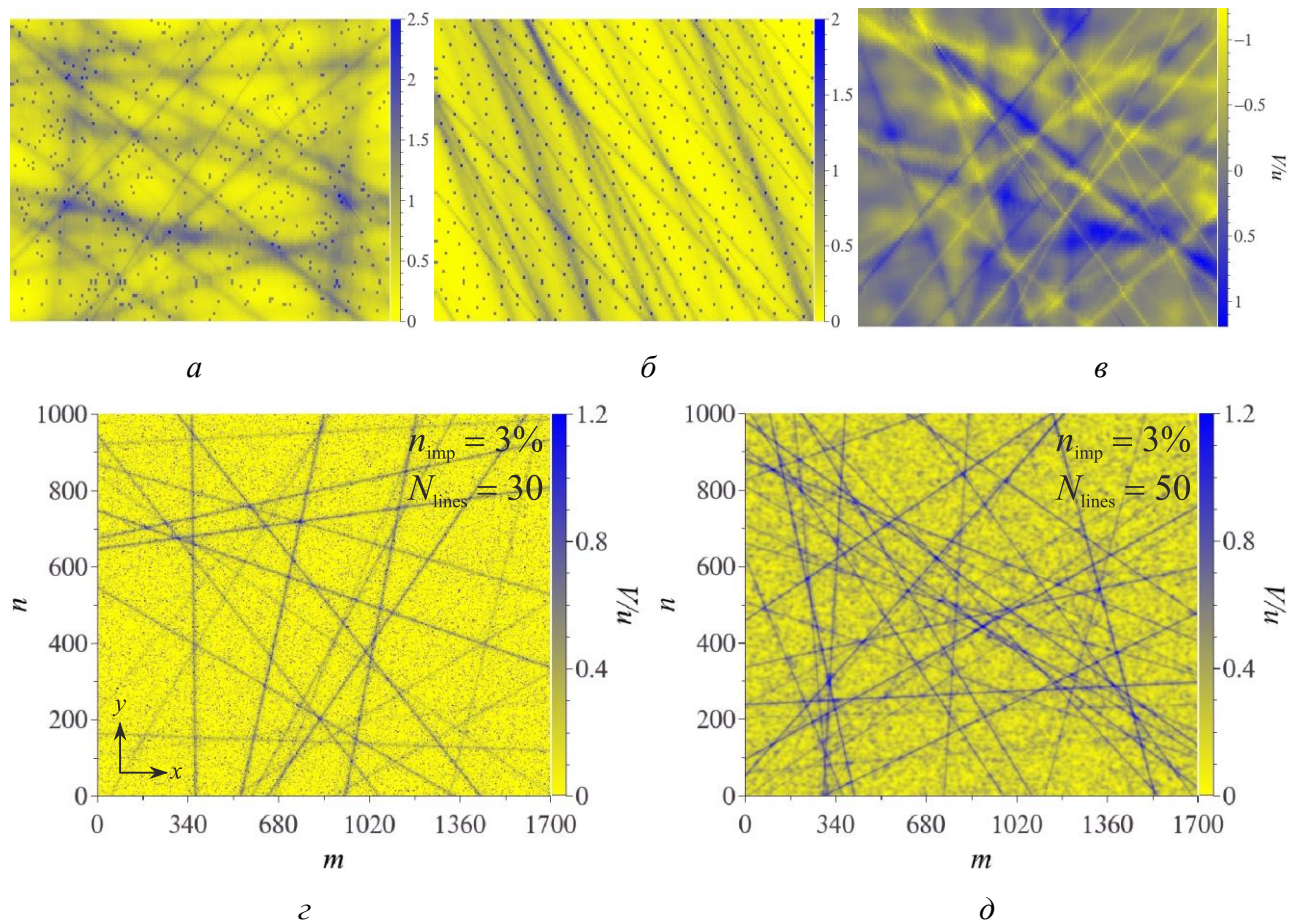 2.5
2
1.5
1
0.5
0
2
1.5
1
0.5
0
−1
−0.5
0
0.5
1
V/u
а
б
в
1000
800
600
400
200
0
n
0 340 680 1020 1360 1700
m
y
x
n_imp = 3%
N_lines = 30
1.2
0.8
0.4
0
V/u
г
1000
800
600
400
200
0
n
0 340 680 1020 1360 1700
m
n_imp = 3%
N_lines = 50
1.2
0.8
0.4
0
V/u
д